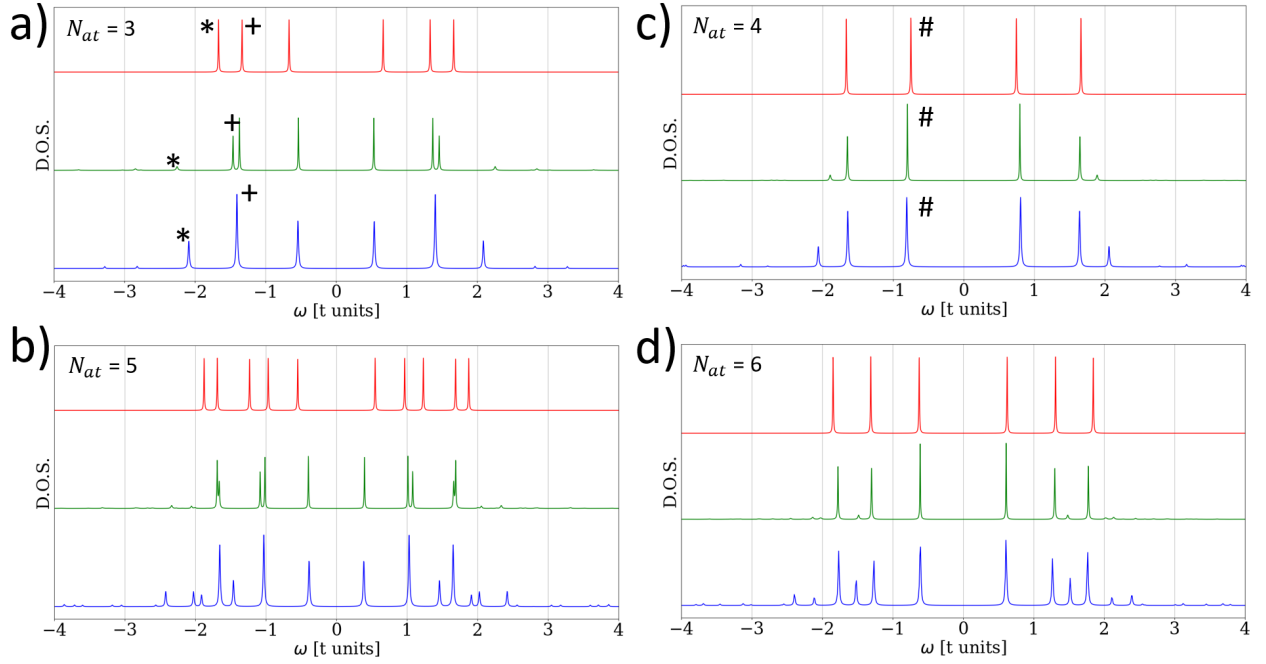 a) N_at = 3
* +
+
*
+
*
D.O.S.
−4 −3 −2 −1 0 1 2 3 4
ω [t units]
c) N_at = 4
#
#
#
D.O.S.
−4 −3 −2 −1 0 1 2 3 4
ω [t units]
b) N_at = 5
D.O.S.
−4 −3 −2 −1 0 1 2 3 4
ω [t units]
d) N_at = 6
D.O.S.
−4 −3 −2 −1 0 1 2 3 4
ω [t units]